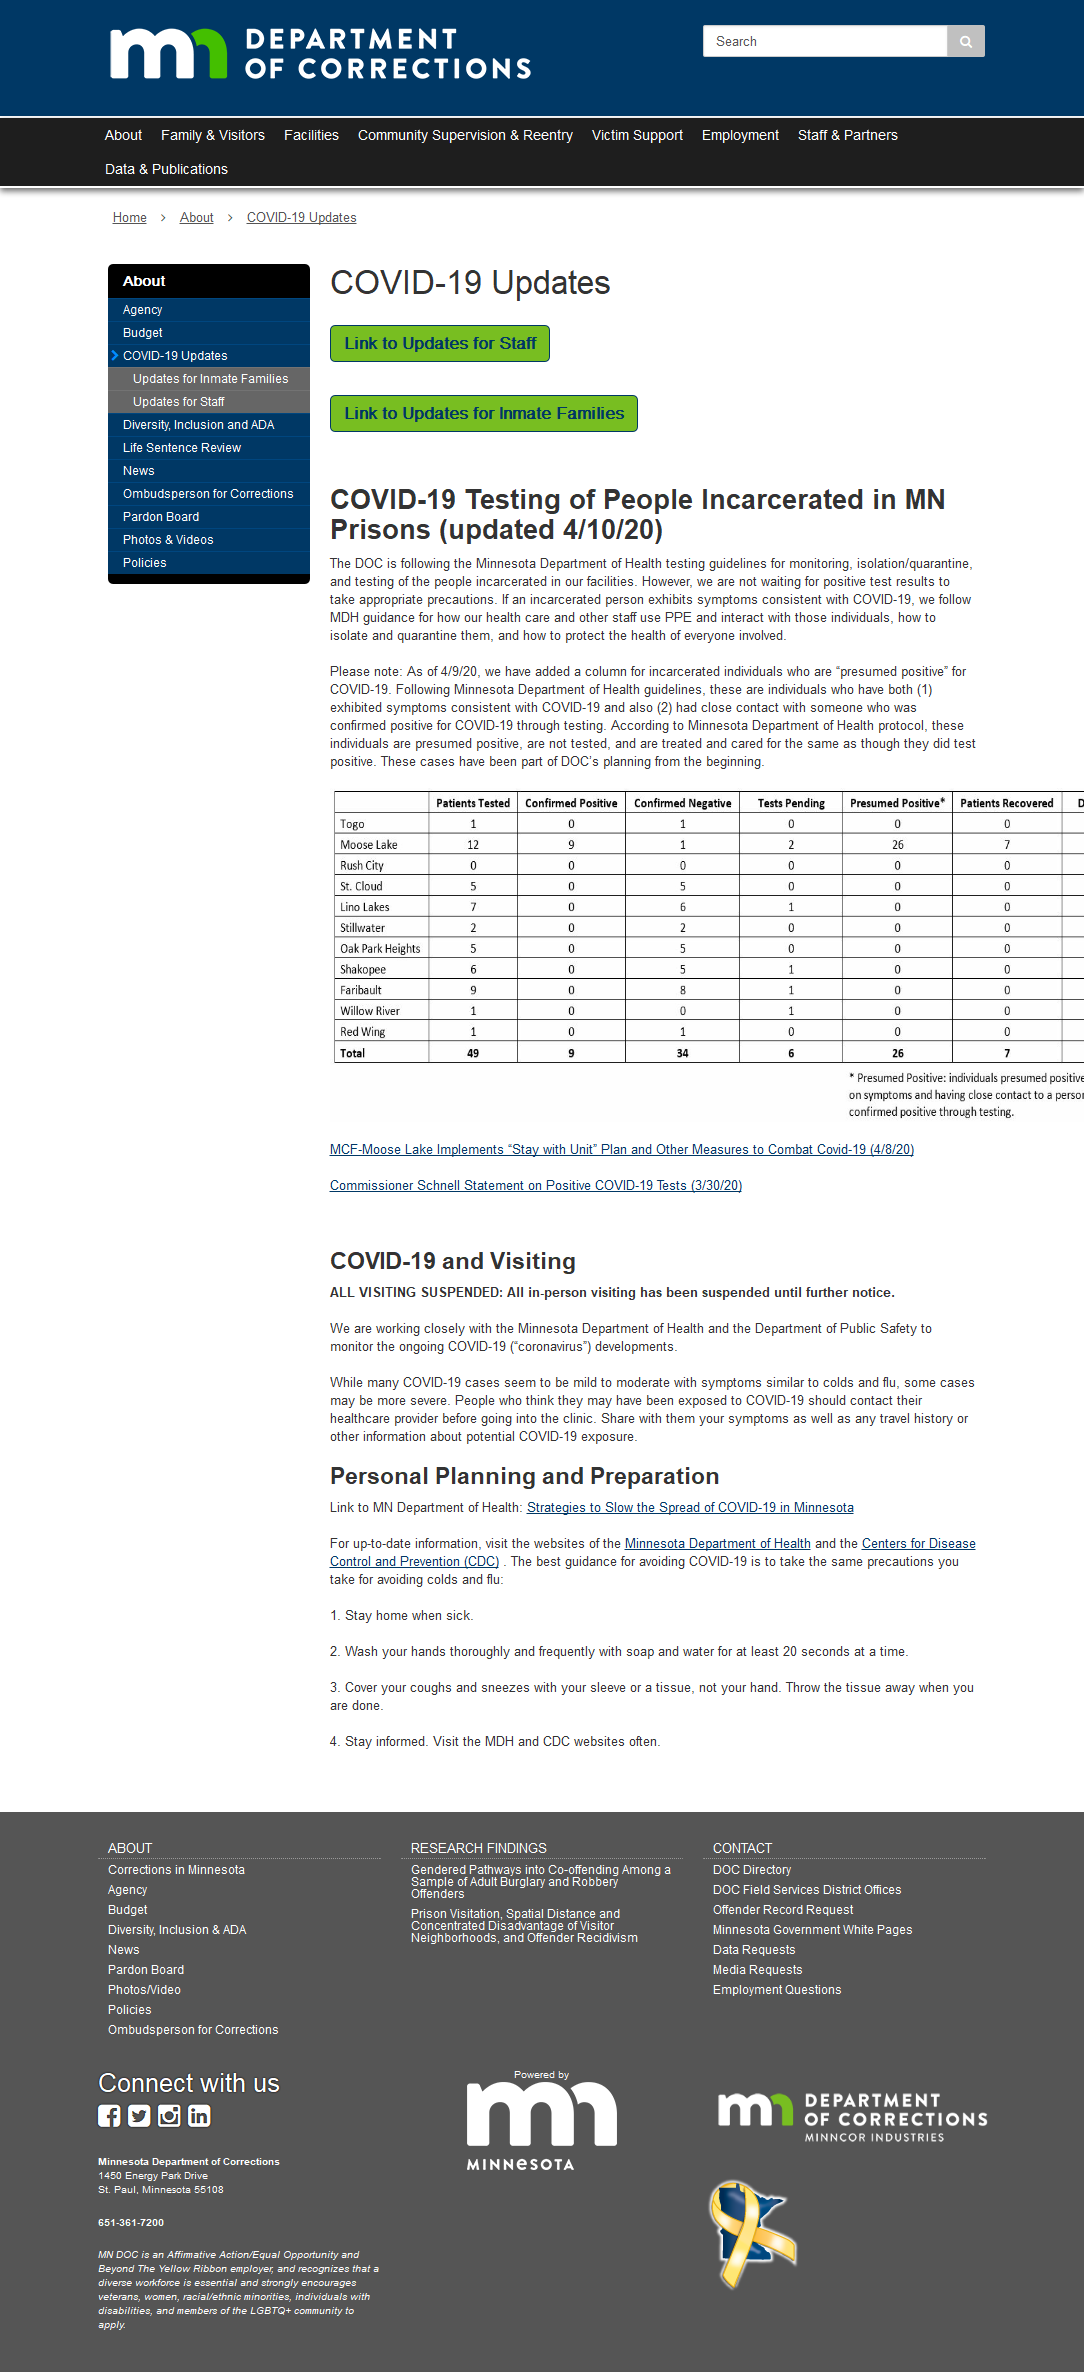 mn DEPARTMENT
OF CORRECTIONS
Search
About Family & Visitors Facilities Community Supervision & Reentry Victim Support Employment Staff & Partners
Data & Publications
Home > About > COVID-19 Updates
About
Agency
Budget
COVID-19 Updates
Updates for Inmate Families
Updates for Staff
Diversity, Inclusion and ADA
Life Sentence Review
News
Ombudsperson for Corrections
Pardon Board
Photos & Videos
Policies
COVID-19 Updates
Link to Updates for Staff
Link to Updates for Inmate Families
COVID-19 Testing of People Incarcerated in MN
Prisons (updated 4/10/20)
The DOC is following the Minnesota Department of Health testing guidelines for monitoring, isolation/quarantine,
and testing of the people incarcerated in our facilities. However, we are not waiting for positive test results to
take appropriate precautions. If an incarcerated person exhibits symptoms consistent with COVID-19, we follow
MDH guidance for how our health care and other staff use PPE and interact with those individuals, how to
isolate and quarantine them, and how to protect the health of everyone involved.
Please note: As of 4/9/20, we have added a column for incarcerated individuals who are “presumed positive” for
COVID-19. Following Minnesota Department of Health guidelines, these are individuals who have both (1)
exhibited symptoms consistent with COVID-19 and also (2) had close contact with someone who was
confirmed positive for COVID-19 through testing. According to Minnesota Department of Health protocol, these
individuals are presumed positive, are not tested, and are treated and cared for the same as though they did test
positive. These cases have been part of DOC’s planning from the beginning.
Patients Tested Confirmed Positive Confirmed Negative Tests Pending Presumed Positive* Patients Recovered D
Togo 1 0 1 0 0 0
Moose Lake 12 9 1 2 26 7
Rush City 0 0 0 0 0 0
St. Cloud 5 0 5 0 0 0
Lino Lakes 7 0 6 1 0 0
Stillwater 2 0 2 0 0 0
Oak Park Heights 5 0 5 0 0 0
Shakopee 6 0 5 1 0 0
Faribault 9 0 8 1 0 0
Willow River 1 0 0 1 0 0
Red Wing 1 0 1 0 0 0
Total 49 9 34 6 26 7
* Presumed Positive: individuals presumed positive
on symptoms and having close contact to a person
confirmed positive through testing.
MCF-Moose Lake Implements “Stay with Unit” Plan and Other Measures to Combat Covid-19 (4/8/20)
Commissioner Schnell Statement on Positive COVID-19 Tests (3/30/20)
COVID-19 and Visiting
ALL VISITING SUSPENDED: All in-person visiting has been suspended until further notice.
We are working closely with the Minnesota Department of Health and the Department of Public Safety to
monitor the ongoing COVID-19 (“coronavirus”) developments.
While many COVID-19 cases seem to be mild to moderate with symptoms similar to colds and flu, some cases
may be more severe. People who think they may have been exposed to COVID-19 should contact their
healthcare provider before going into the clinic. Share with them your symptoms as well as any travel history or
other information about potential COVID-19 exposure.
Personal Planning and Preparation
Link to MN Department of Health: Strategies to Slow the Spread of COVID-19 in Minnesota
For up-to-date information, visit the websites of the Minnesota Department of Health and the Centers for Disease
Control and Prevention (CDC) . The best guidance for avoiding COVID-19 is to take the same precautions you
take for avoiding colds and flu:
1. Stay home when sick.
2. Wash your hands thoroughly and frequently with soap and water for at least 20 seconds at a time.
3. Cover your coughs and sneezes with your sleeve or a tissue, not your hand. Throw the tissue away when you
are done.
4. Stay informed. Visit the MDH and CDC websites often.
ABOUT
Corrections in Minnesota
Agency
Budget
Diversity, Inclusion & ADA
News
Pardon Board
Photos/Video
Policies
Ombudsperson for Corrections
RESEARCH FINDINGS
Gendered Pathways into Co-offending Among a
Sample of Adult Burglary and Robbery
Offenders
Prison Visitation, Spatial Distance and
Concentrated Disadvantage of Visitor
Neighborhoods, and Offender Recidivism
CONTACT
DOC Directory
DOC Field Services District Offices
Offender Record Request
Minnesota Government White Pages
Data Requests
Media Requests
Employment Questions
Connect with us
Minnesota Department of Corrections
1450 Energy Park Drive
St. Paul, Minnesota 55108
651-361-7200
MN DOC is an Affirmative Action/Equal Opportunity and
Beyond The Yellow Ribbon employer, and recognizes that a
diverse workforce is essential and strongly encourages
veterans, women, racial/ethnic minorities, individuals with
disabilities, and members of the LGBTQ+ community to
apply.
Powered by
mn
MINNESOTA
mn DEPARTMENT
OF CORRECTIONS
MINNCOR INDUSTRIES